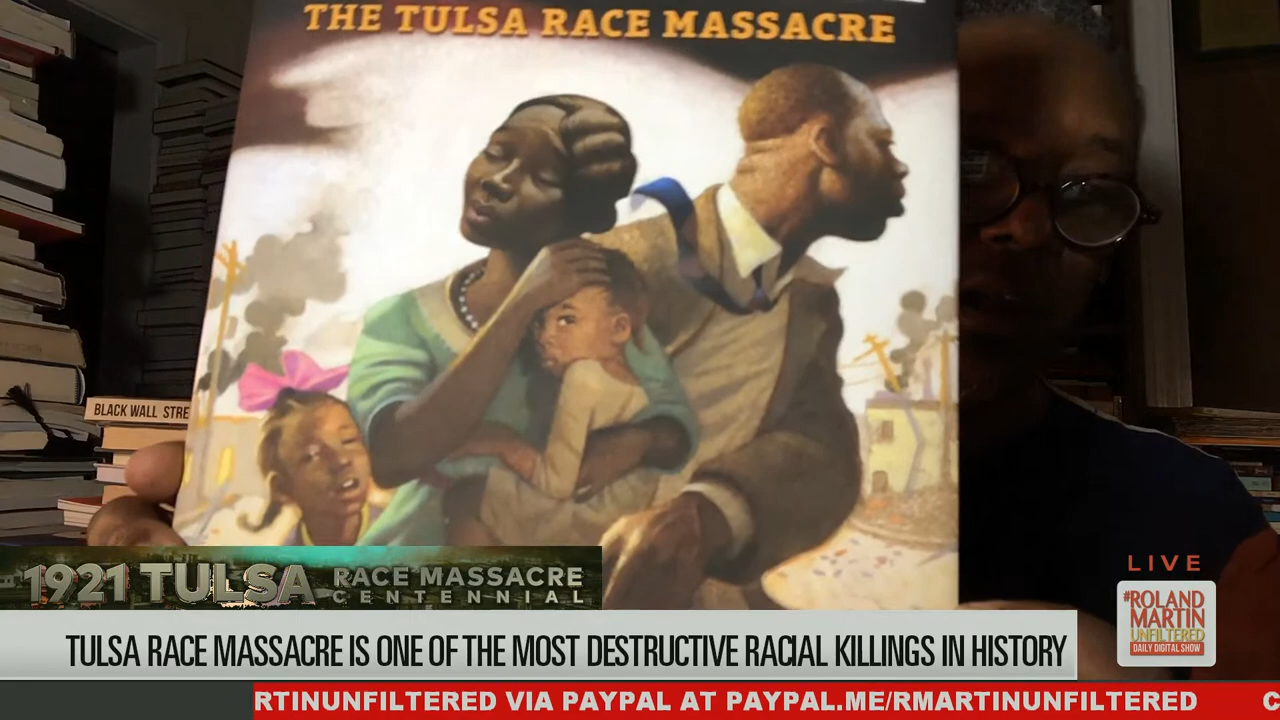 THE TULSA RACE MASSACRE
BLACK WALL STRE
1921 TULSA RACE MASSACRE
CENTENNIAL
TULSA RACE MASSACRE IS ONE OF THE MOST DESTRUCTIVE RACIAL KILLINGS IN HISTORY
LIVE
#ROLAND
MARTIN
UNFILTERED
DAILY DIGITAL SHOW
RTINUNFILTERED VIA PAYPAL AT PAYPAL.ME/RMARTINUNFILTERED C